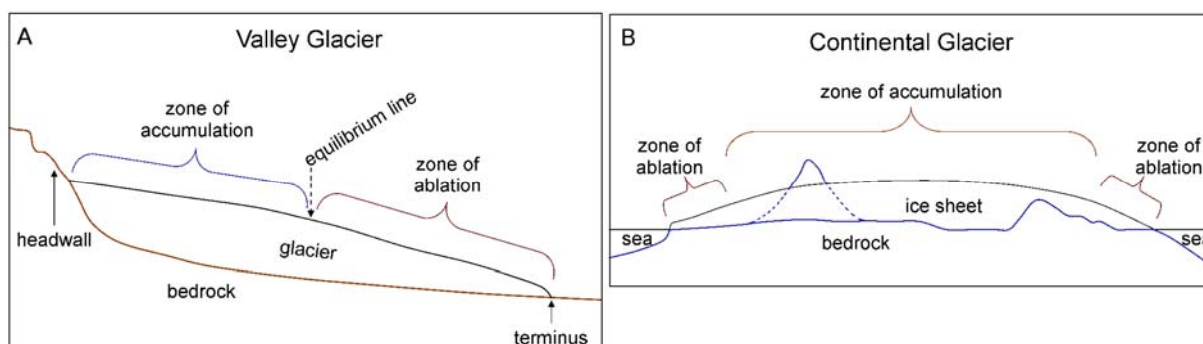 A
Valley Glacier
zone of
accumulation
equilibrium line
zone of
ablation
headwall
glacier
bedrock
terminus
B
Continental Glacier
zone of accumulation
zone of
ablation
zone of
ablation
ice sheet
sea
bedrock
sea